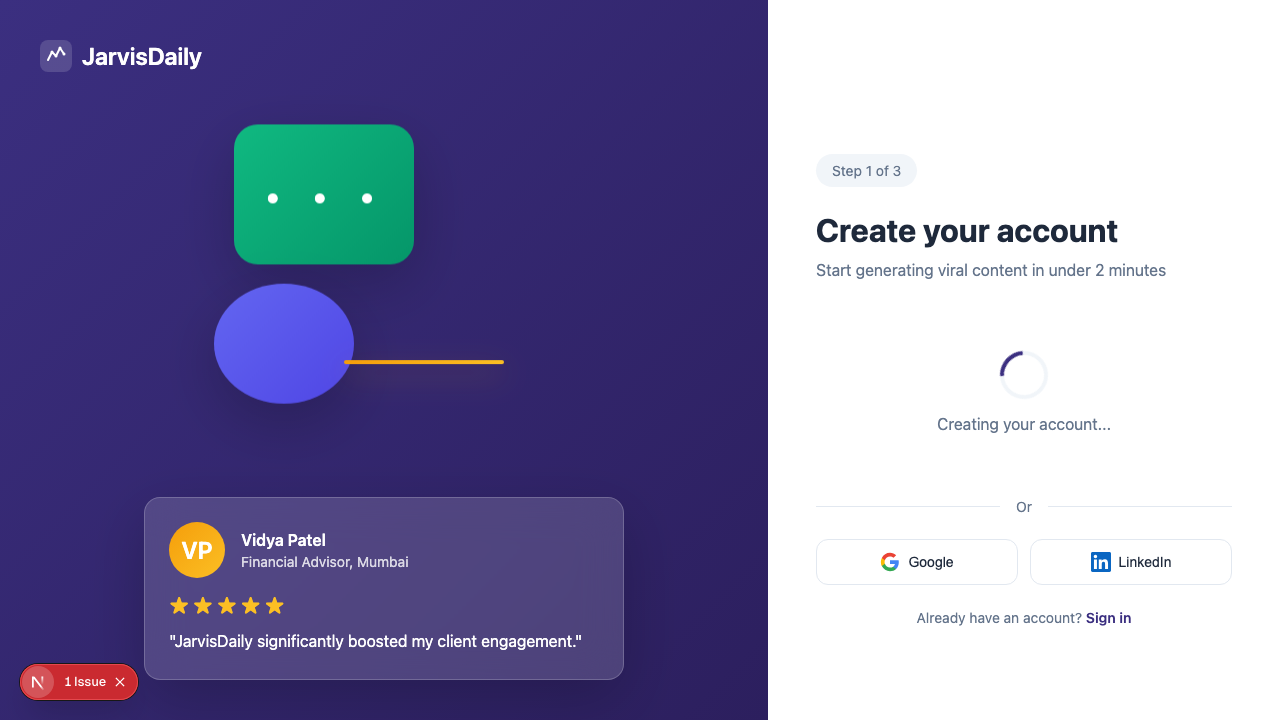 JarvisDaily
Step 1 of 3
Create your account
Start generating viral content in under 2 minutes
Creating your account...
Or
Google
LinkedIn
Already have an account? Sign in
VP
Vidya Patel
Financial Advisor, Mumbai
"JarvisDaily significantly boosted my client engagement."
N
1 Issue